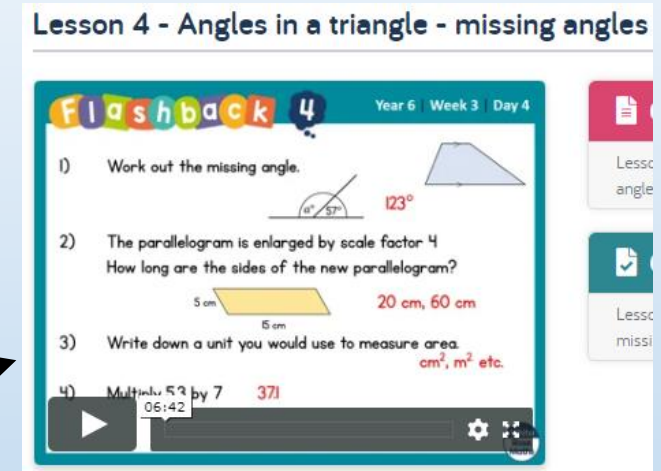 Lesson 4 - Angles in a triangle - missing angles
Flashback 4
Year 6 Week 3 Day 4
1) Work out the missing angle.
a° 57° 123°
2) The parallelogram is enlarged by scale factor 4
How long are the sides of the new parallelogram?
5 cm 20 cm, 60 cm
15 cm
3) Write down a unit you would use to measure area.
cm², m² etc.
4) Multiply 53 by 7 371
06:42
Lesso
angle
Lesso
missi